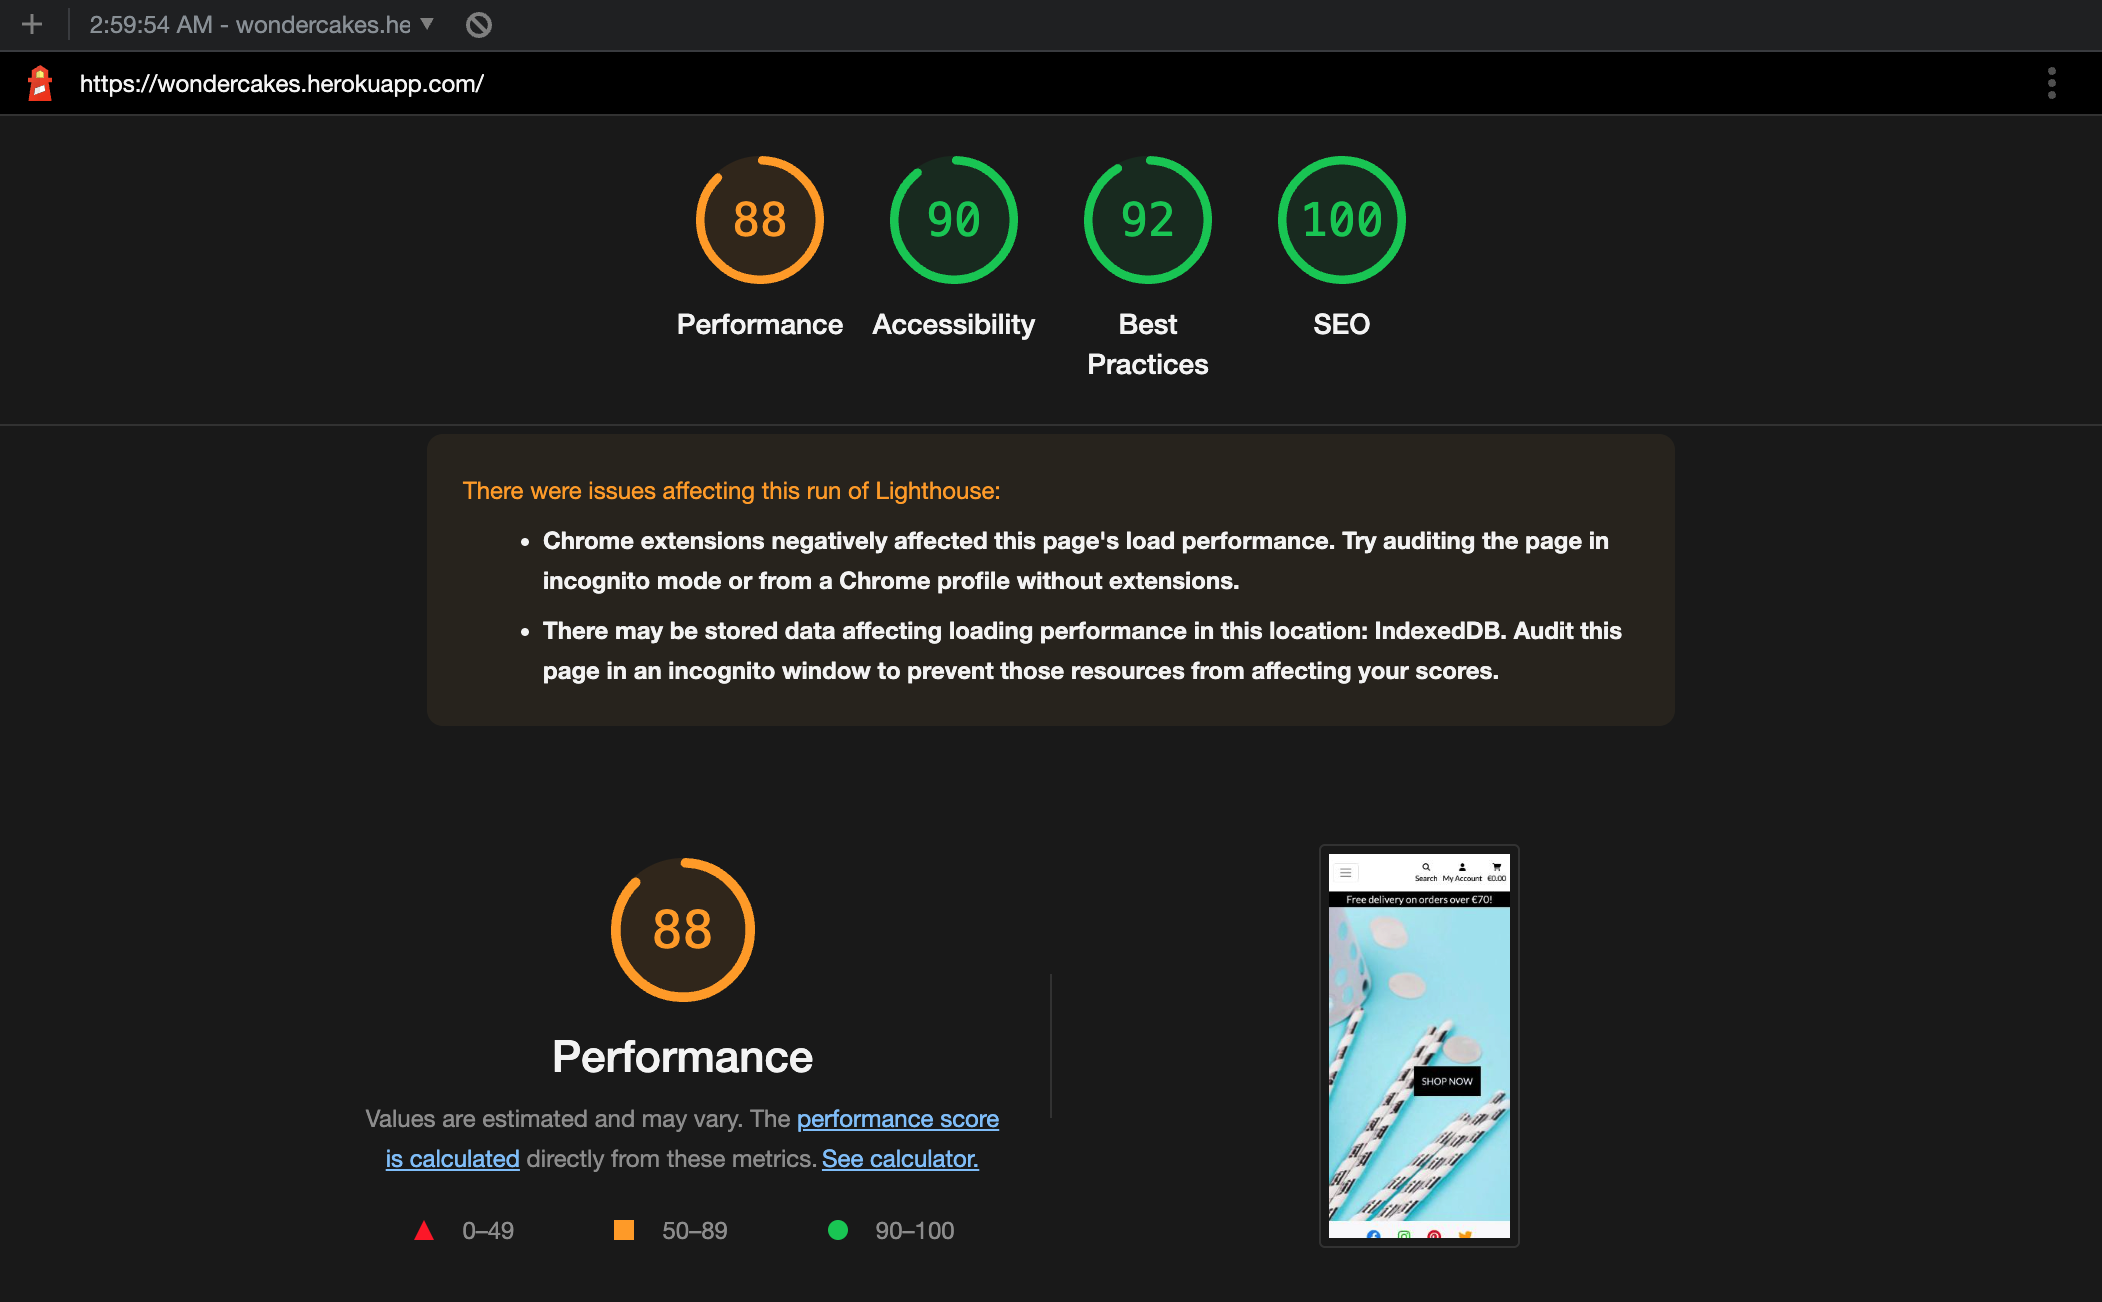 2:59:54 AM - wondercakes.he
https://wondercakes.herokuapp.com/
88
90
92
100
Performance
Accessibility
Best
Practices
SEO
There were issues affecting this run of Lighthouse:
Chrome extensions negatively affected this page's load performance. Try auditing the page in
incognito mode or from a Chrome profile without extensions.
There may be stored data affecting loading performance in this location: IndexedDB. Audit this
page in an incognito window to prevent those resources from affecting your scores.
88
Performance
Values are estimated and may vary. The performance score
is calculated directly from these metrics. See calculator.
0–49
50–89
90–100
Search
My Account
€0.00
Free delivery on orders over €70!
SHOP NOW